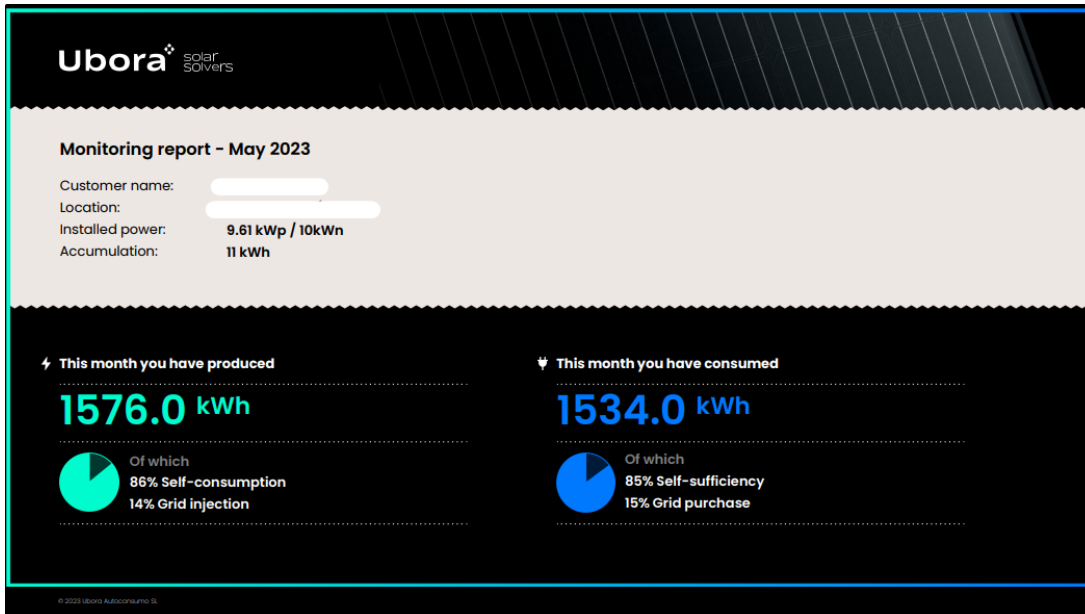 Ubora solar
solvers
Monitoring report - May 2023
Customer name:
Location:
Installed power: 9.61 kWp / 10kWn
Accumulation: 11 kWh
This month you have produced
1576.0 kWh
Of which
86% Self-consumption
14% Grid injection
This month you have consumed
1534.0 kWh
Of which
85% Self-sufficiency
15% Grid purchase
© 2023 Ubora Autoconsumo SL